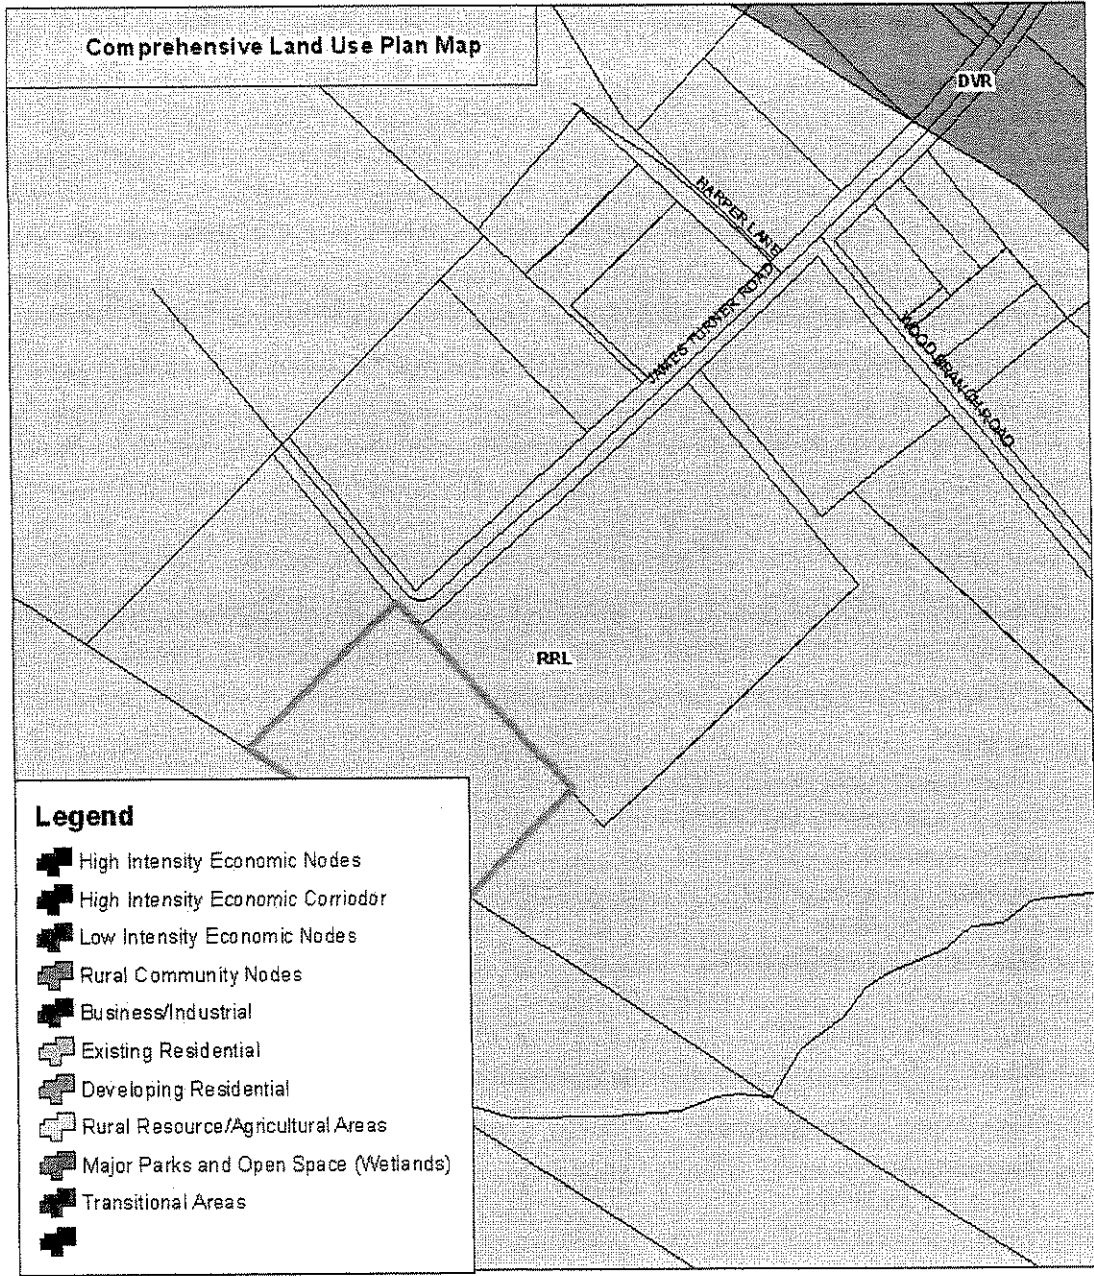 Comprehensive Land Use Plan Map
DVR
HARPER LANE
JAMES TURNER ROAD
WOOD BRANCH ROAD
RRL
Legend
High Intensity Economic Nodes
High Intensity Economic Corriodor
Low Intensity Economic Nodes
Rural Community Nodes
Business/Industrial
Existing Residential
Developing Residential
Rural Resource/Agricultural Areas
Major Parks and Open Space (Wetlands)
Transitional Areas